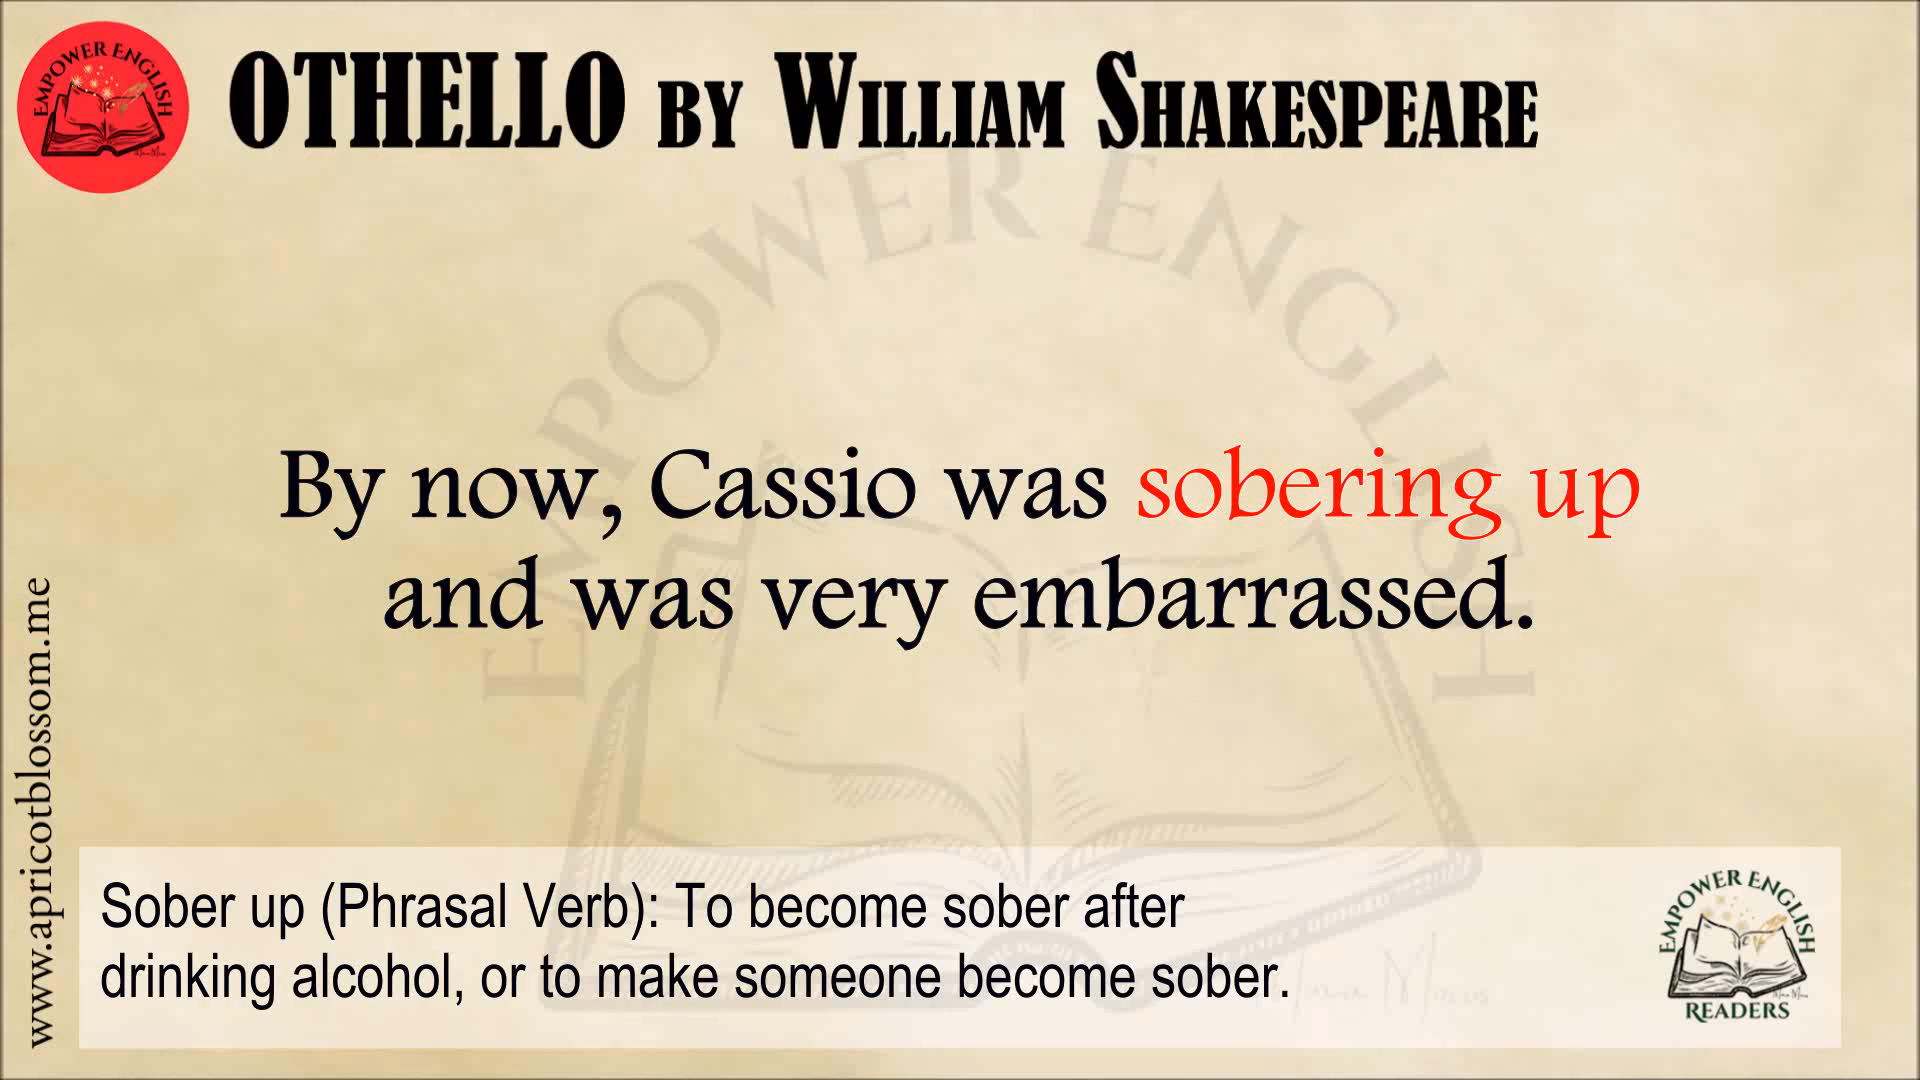 EMPOWER ENGLISH
OTHELLO BY WILLIAM SHAKESPEARE
EMPOWER ENGLISH
By now, Cassio was sobering up
and was very embarrassed.
www.apricotblossom.me
Sober up (Phrasal Verb): To become sober after
drinking alcohol, or to make someone become sober.
EMPOWER ENGLISH
READERS